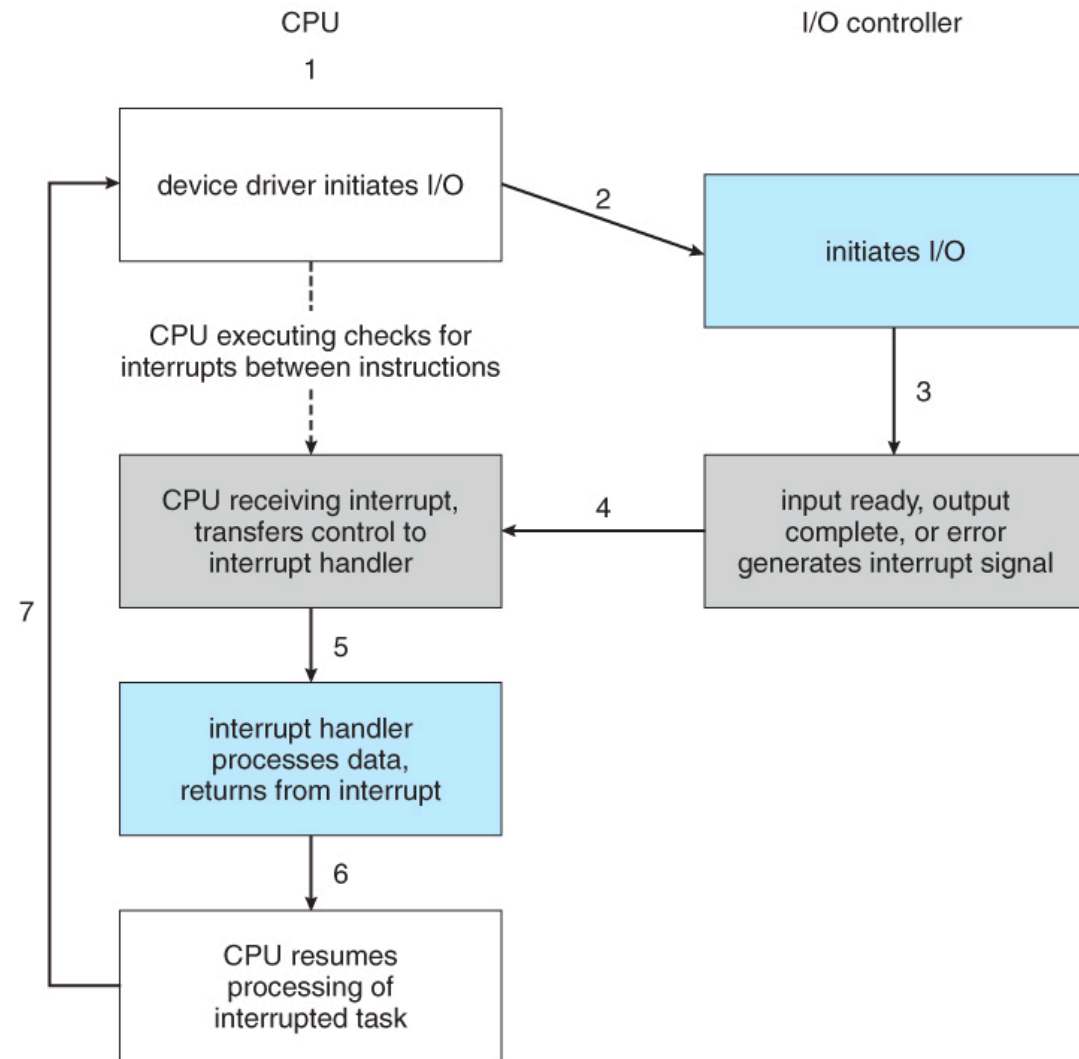 CPU
I/O controller
1
device driver initiates I/O
2
initiates I/O
CPU executing checks for
interrupts between instructions
3
CPU receiving interrupt,
transfers control to
interrupt handler
4
input ready, output
complete, or error
generates interrupt signal
7
5
interrupt handler
processes data,
returns from interrupt
6
CPU resumes
processing of
interrupted task